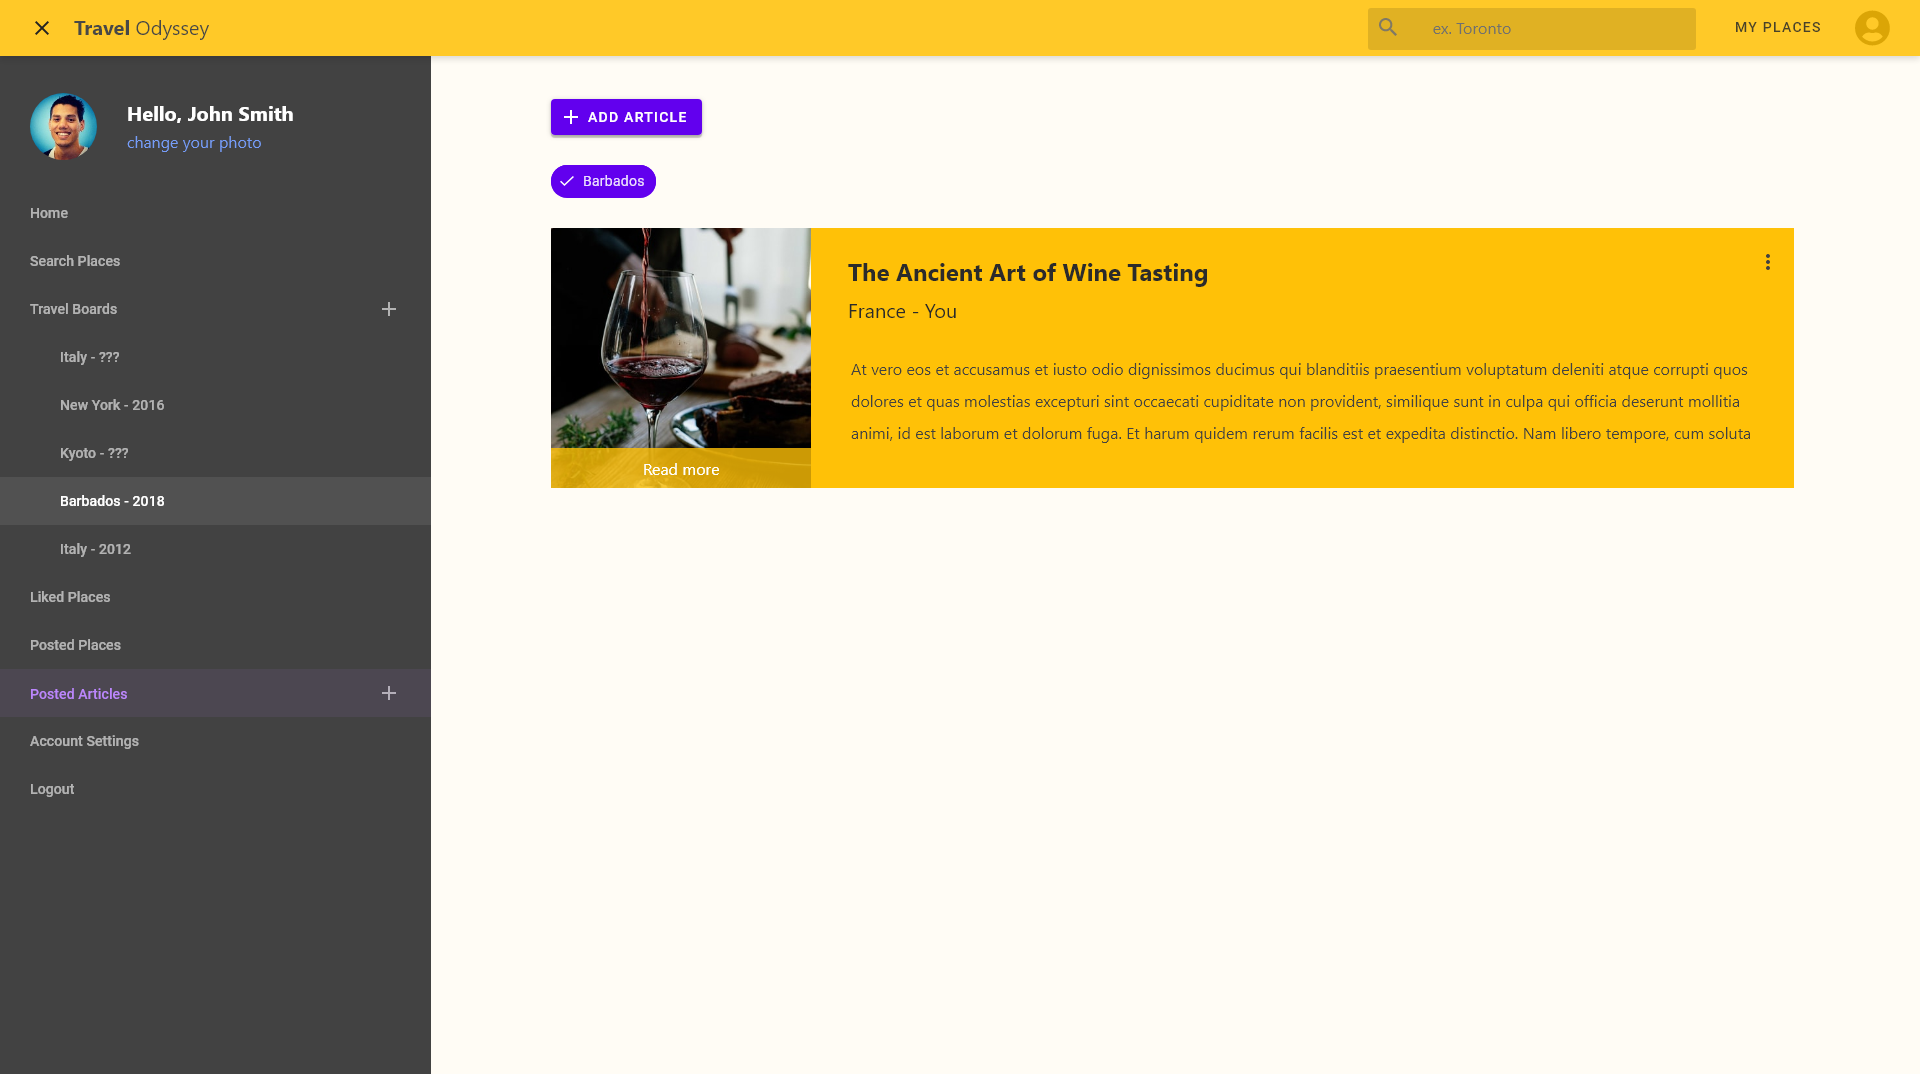 Travel Odyssey
ex. Toronto
MY PLACES
Hello, John Smith
change your photo
Home
Search Places
Travel Boards
Italy - ???
New York - 2016
Kyoto - ???
Barbados - 2018
Italy - 2012
Liked Places
Posted Places
Posted Articles
Account Settings
Logout
ADD ARTICLE
Barbados
The Ancient Art of Wine Tasting
France - You
At vero eos et accusamus et iusto odio dignissimos ducimus qui blanditiis praesentium voluptatum deleniti atque corrupti quos
dolores et quas molestias excepturi sint occaecati cupiditate non provident, similique sunt in culpa qui officia deserunt mollitia
animi, id est laborum et dolorum fuga. Et harum quidem rerum facilis est et expedita distinctio. Nam libero tempore, cum soluta
Read more